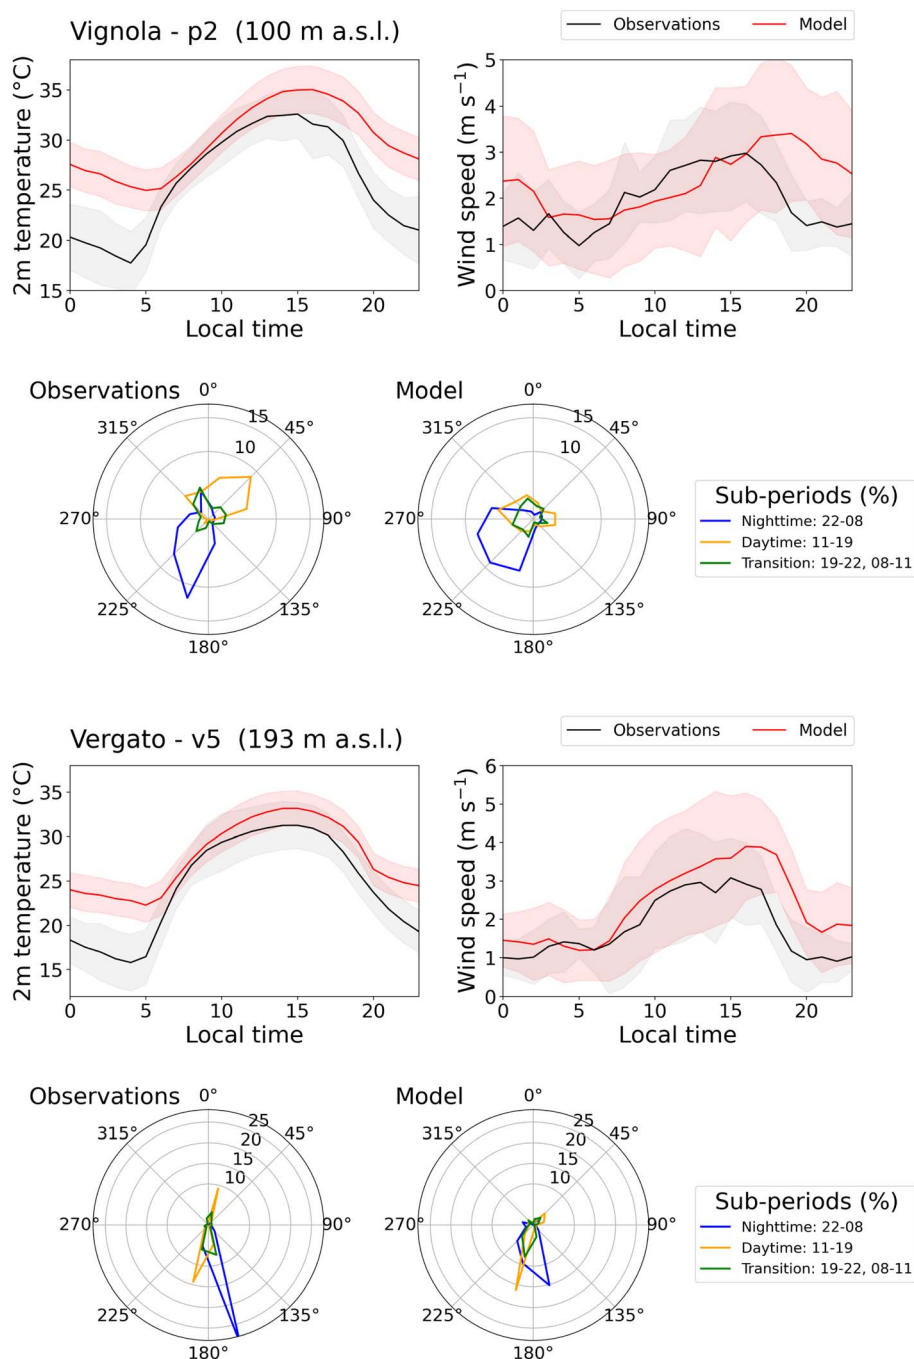 Vignola - p2 (100 m a.s.l.)
Observations Model
2m temperature (°C)
35
30
25
20
15
0 5 10 15 20
Local time
Wind speed (m s⁻¹)
5
4
3
2
1
0
0 5 10 15 20
Local time
Observations
0°
45°
90°
135°
180°
225°
270°
315°
10
15
Model
0°
45°
90°
135°
180°
225°
270°
315°
10
15
Sub-periods (%)
Nighttime: 22-08
Daytime: 11-19
Transition: 19-22, 08-11
Vergato - v5 (193 m a.s.l.)
Observations Model
2m temperature (°C)
35
30
25
20
15
0 5 10 15 20
Local time
Wind speed (m s⁻¹)
6
5
4
3
2
1
0
0 5 10 15 20
Local time
Observations
0°
45°
90°
135°
180°
225°
270°
315°
10
15
20
25
Model
0°
45°
90°
135°
180°
225°
270°
315°
10
15
20
25
Sub-periods (%)
Nighttime: 22-08
Daytime: 11-19
Transition: 19-22, 08-11